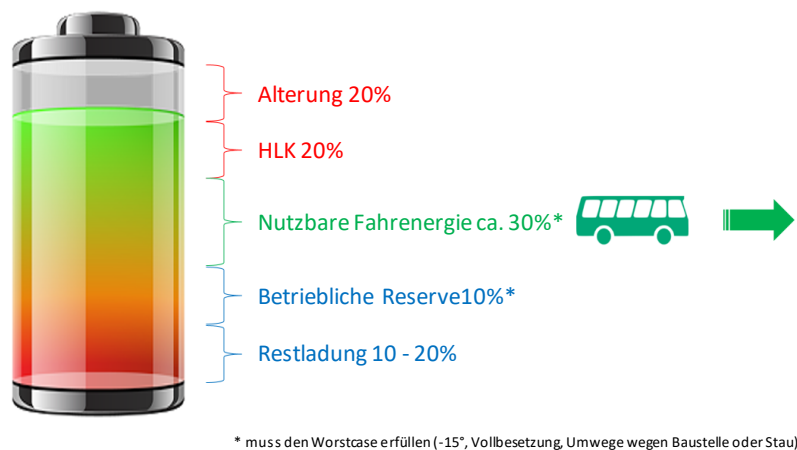 Alterung 20%
HLK 20%
Nutzbare Fahrenergie ca. 30%*
Betriebliche Reserve10%*
Restladung 10 - 20%
* muss den Worstcase erfüllen (-15°, Vollbesetzung, Umwege wegen Baustelle oder Stau)